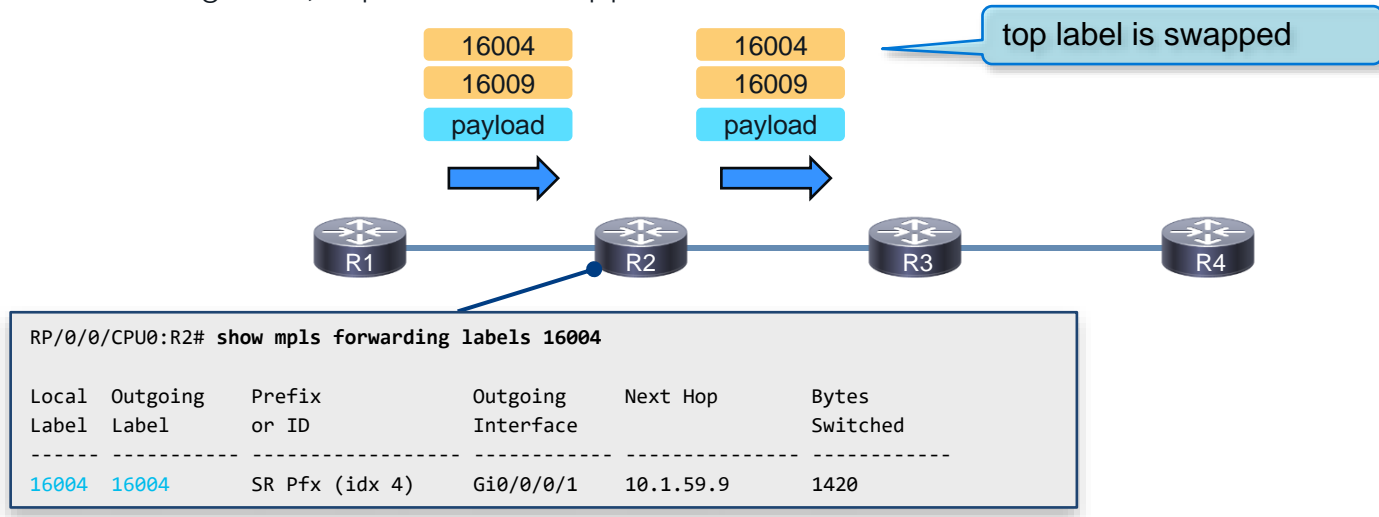 16004 16004 top label is swapped
16009 16009
payload payload
R1 R2 R3 R4
RP/0/0/CPU0:R2# show mpls forwarding labels 16004
Local Outgoing Prefix Outgoing Next Hop Bytes
Label Label or ID Interface Switched
------ ----------- ------------------ ------------ --------------- ------------
16004 16004 SR Pfx (idx 4) Gi0/0/0/1 10.1.59.9 1420